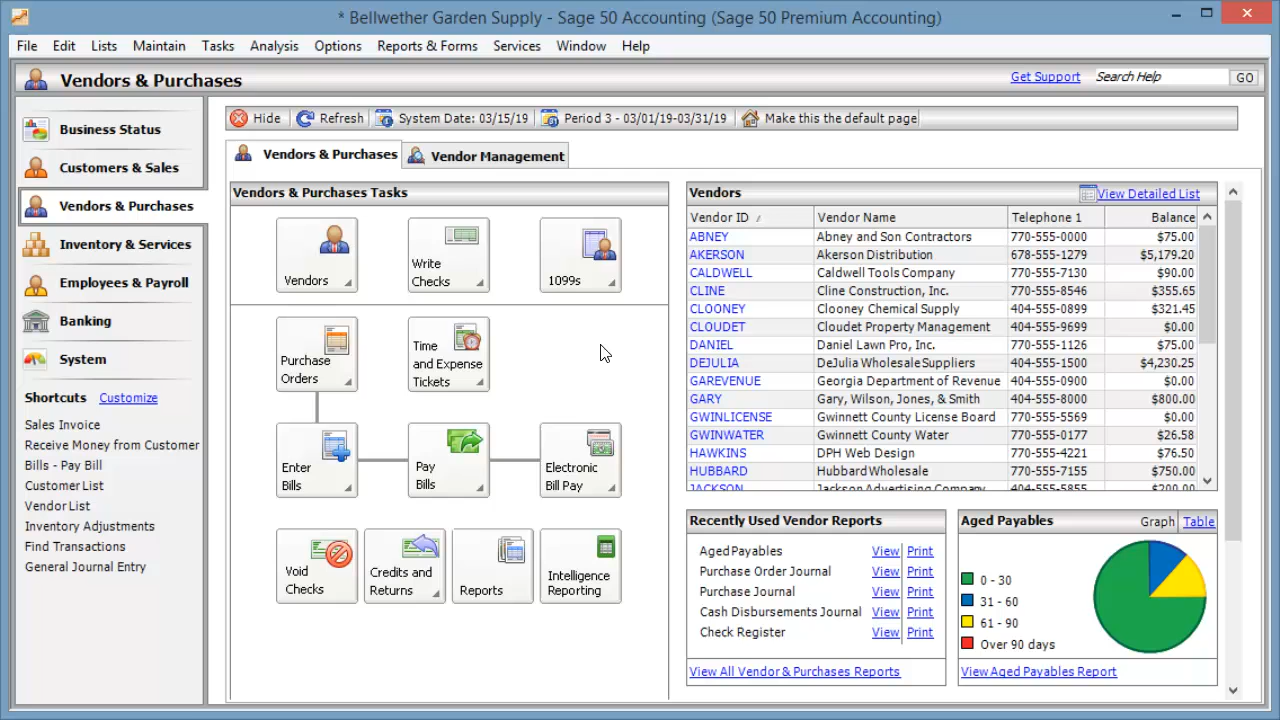 * Bellwether Garden Supply - Sage 50 Accounting (Sage 50 Premium Accounting)
File Edit Lists Maintain Tasks Analysis Options Reports & Forms Services Window Help
Vendors & Purchases
Get Support
Search Help
GO
Business Status
Customers & Sales
Vendors & Purchases
Inventory & Services
Employees & Payroll
Banking
System
Shortcuts Customize
Sales Invoice
Receive Money from Customer
Bills - Pay Bill
Customer List
Vendor List
Inventory Adjustments
Find Transactions
General Journal Entry
Hide Refresh System Date: 03/15/19 Period 3 - 03/01/19-03/31/19 Make this the default page
Vendors & Purchases Vendor Management
Vendors & Purchases Tasks
Vendors
Write
Checks
1099s
Purchase
Orders
Time
and Expense
Tickets
Enter
Bills
Pay
Bills
Electronic
Bill Pay
Void
Checks
Credits and
Returns
Reports
Intelligence
Reporting
Vendors View Detailed List
Vendor ID / Vendor Name Telephone 1 Balance
ABNEY Abney and Son Contractors 770-555-0000 $75.00
AKERSON Akerson Distribution 678-555-1279 $5,179.20
CALDWELL Caldwell Tools Company 770-555-7130 $90.00
CLINE Cline Construction, Inc. 770-555-8546 $355.65
CLOONEY Clooney Chemical Supply 404-555-0899 $321.45
CLOUDET Cloudet Property Management 404-555-9699 $0.00
DANIEL Daniel Lawn Pro, Inc. 770-555-1126 $75.00
DEJULIA DeJulia Wholesale Suppliers 404-555-1500 $4,230.25
GAREVENUE Georgia Department of Revenue 404-555-0900 $0.00
GARY Gary, Wilson, Jones, & Smith 404-555-8000 $800.00
GWINLICENSE Gwinnett County License Board 770-555-5569 $0.00
GWINWATER Gwinnett County Water 770-555-0177 $26.58
HAWKINS DPH Web Design 770-555-4221 $76.50
HUBBARD Hubbard Wholesale 770-555-7155 $750.00
JACKSON Jackson Advertising Company 404-555-5855 $200.00
Recently Used Vendor Reports
Aged Payables View Print
Purchase Order Journal View Print
Purchase Journal View Print
Cash Disbursements Journal View Print
Check Register View Print
View All Vendor & Purchases Reports
Aged Payables Graph Table
0 - 30
31 - 60
61 - 90
Over 90 days
View Aged Payables Report